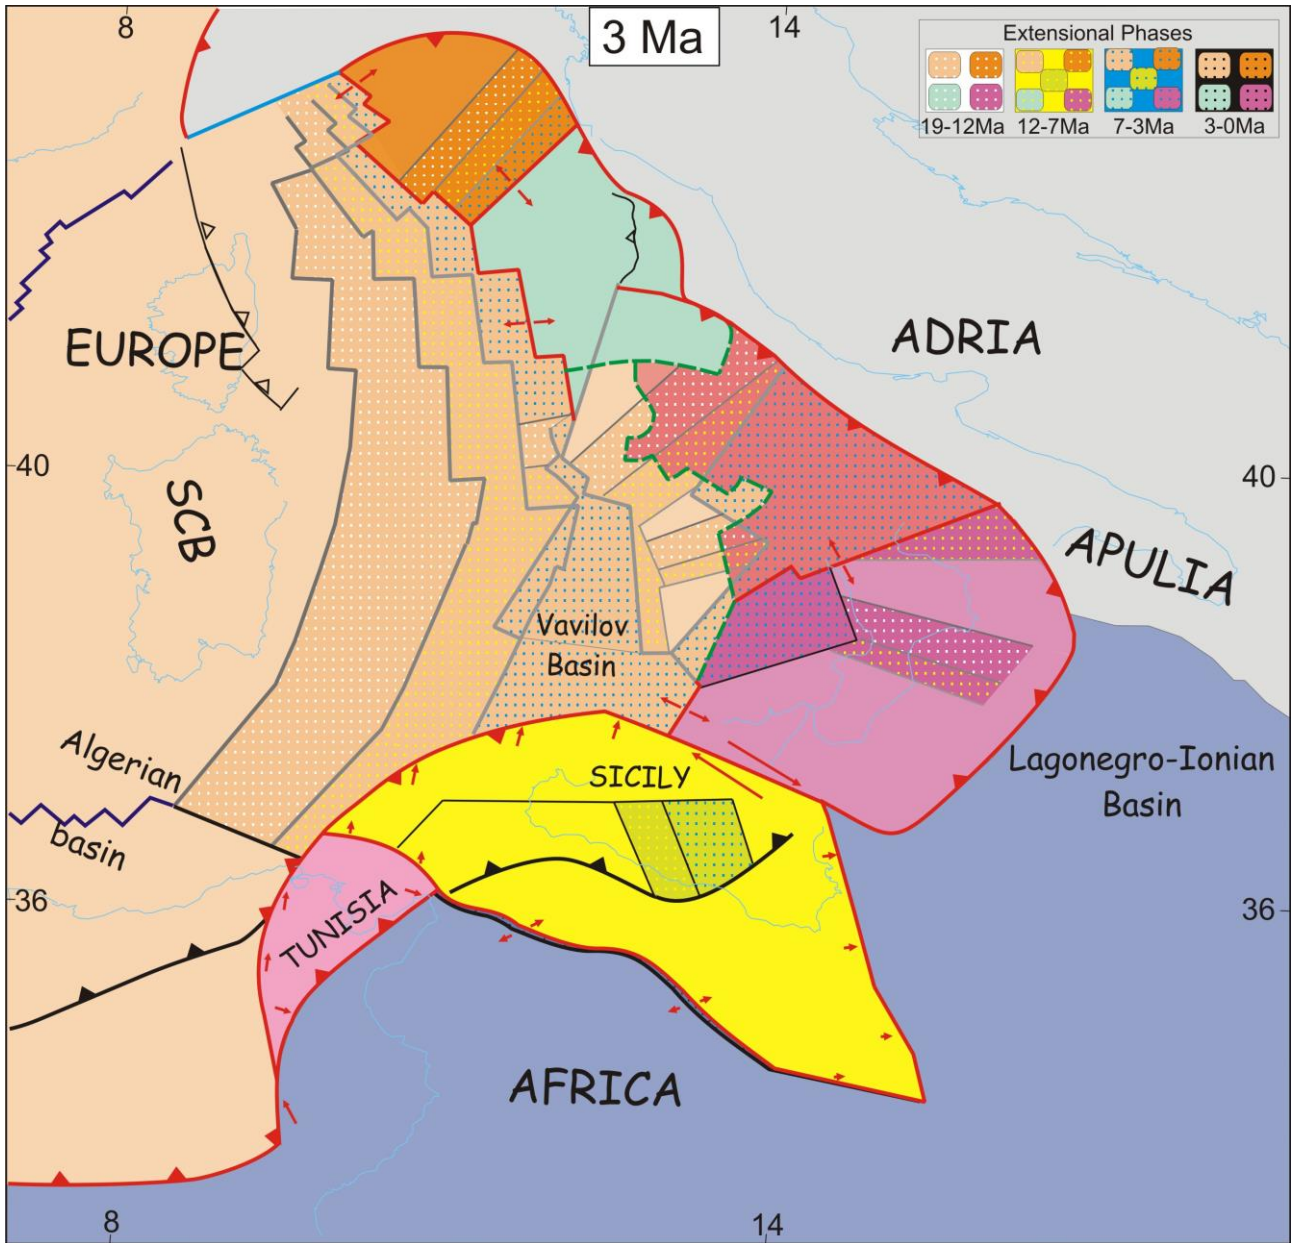 8
3 Ma
14
Extensional Phases
19-12Ma
12-7Ma
7-3Ma
3-0Ma
EUROPE
ADRIA
40
40
SCB
APULIA
Vavilov
Basin
Algerian
basin
SICILY
Lagonegro-Ionian
Basin
36
36
TUNISIA
AFRICA
8
14